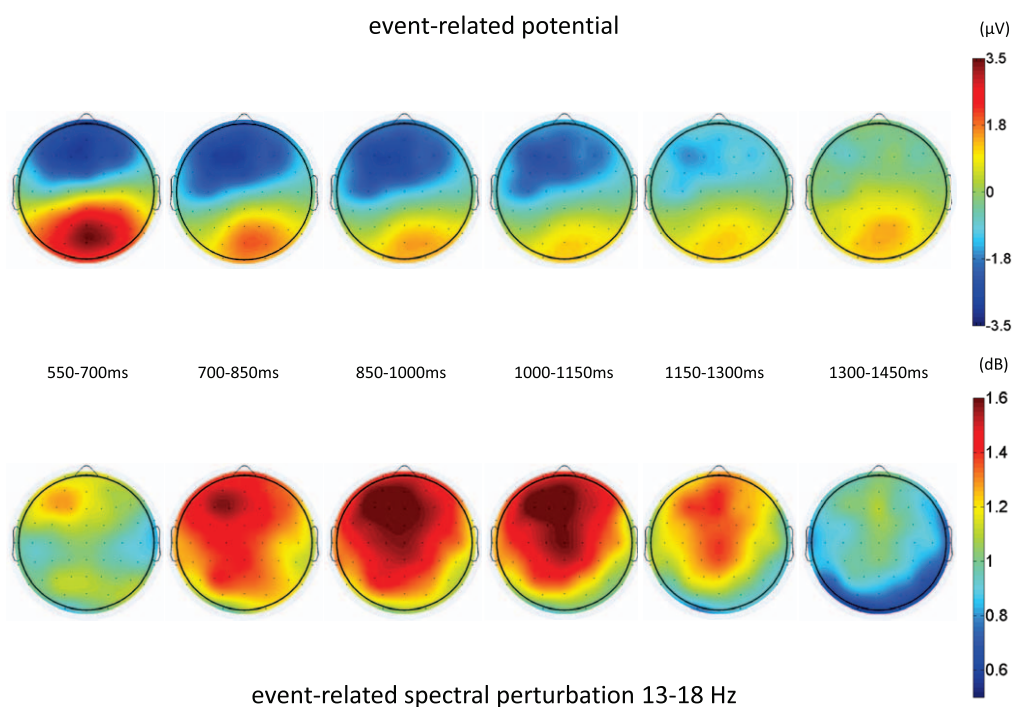 event-related potential
(µV)
3.5
1.8
0
-1.8
-3.5
550-700ms 700-850ms 850-1000ms 1000-1150ms 1150-1300ms 1300-1450ms
(dB)
1.6
1.4
1.2
1
0.8
0.6
event-related spectral perturbation 13-18 Hz